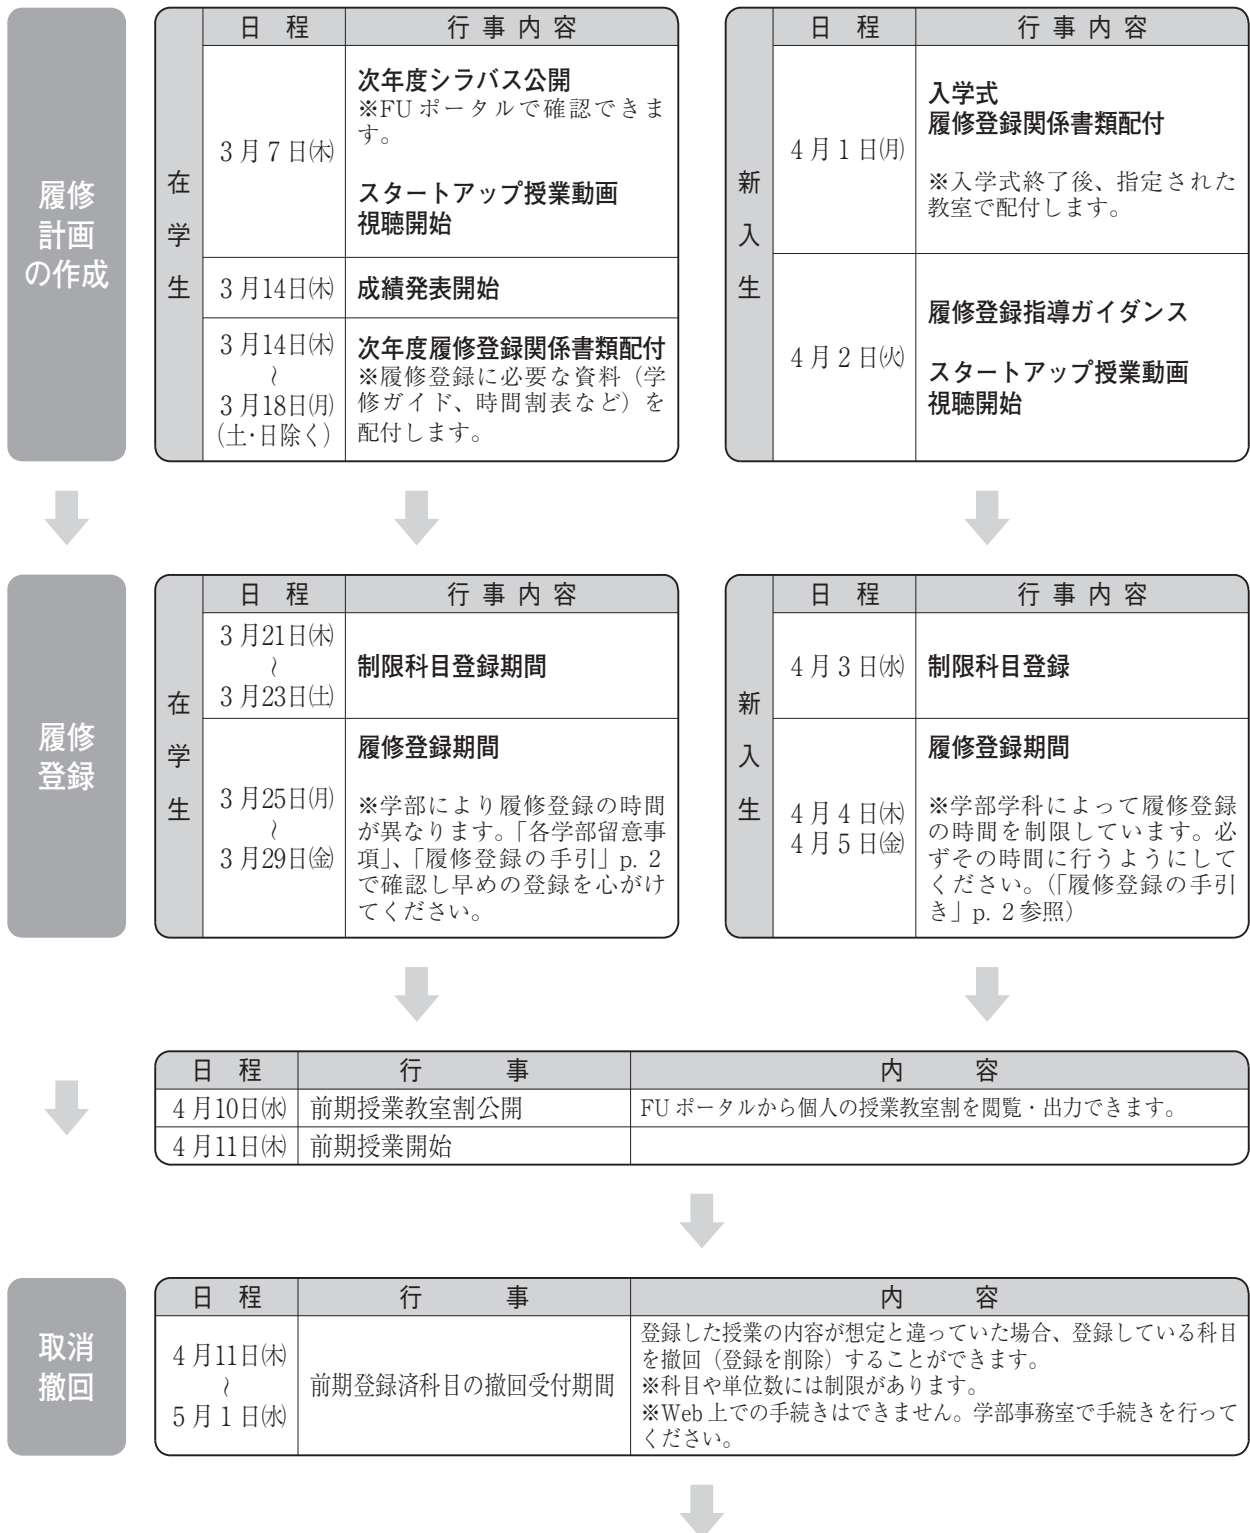 履修
計画
の作成
在
学
生
日　程
行 事 内 容
3 月 7 日㈭
次年度シラバス公開
※FU ポータルで確認できま
す。
スタートアップ授業動画
視聴開始
3 月14日㈭
成績発表開始
3 月14日㈭
～
3 月18日㈪
(土･日除く)
次年度履修登録関係書類配付
※履修登録に必要な資料（学
修ガイド、時間割表など）を
配付します。
新
入
生
日　程
行 事 内 容
4 月 1 日㈪
入学式
履修登録関係書類配付
※入学式終了後、指定された
教室で配付します。
4 月 2 日㈫
履修登録指導ガイダンス
スタートアップ授業動画
視聴開始
履修
登録
在
学
生
日　程
行 事 内 容
3 月21日㈭
～
3 月23日㈯
制限科目登録期間
3 月25日㈪
～
3 月29日㈮
履修登録期間
※学部により履修登録の時間
が異なります。「各学部留意事
項」、「履修登録の手引」p. 2
で確認し早めの登録を心がけ
てください。
新
入
生
日　程
行 事 内 容
4 月 3 日㈬
制限科目登録
4 月 4 日㈭
4 月 5 日㈮
履修登録期間
※学部学科によって履修登録
の時間を制限しています。必
ずその時間に行うようにして
ください。(「履修登録の手引
き」p. 2 参照）
日　程
行　　　事
内　　　容
4 月10日㈬
前期授業教室割公開
FU ポータルから個人の授業教室割を閲覧・出力できます。
4 月11日㈭
前期授業開始
取消
撤回
日　程
行　　　事
内　　　容
4 月11日㈭
～
5 月 1 日㈬
前期登録済科目の撤回受付期間
登録した授業の内容が想定と違っていた場合、登録している科目
を撤回（登録を削除）することができます。
※科目や単位数には制限があります。
※Web 上での手続きはできません。学部事務室で手続きを行って
ください。